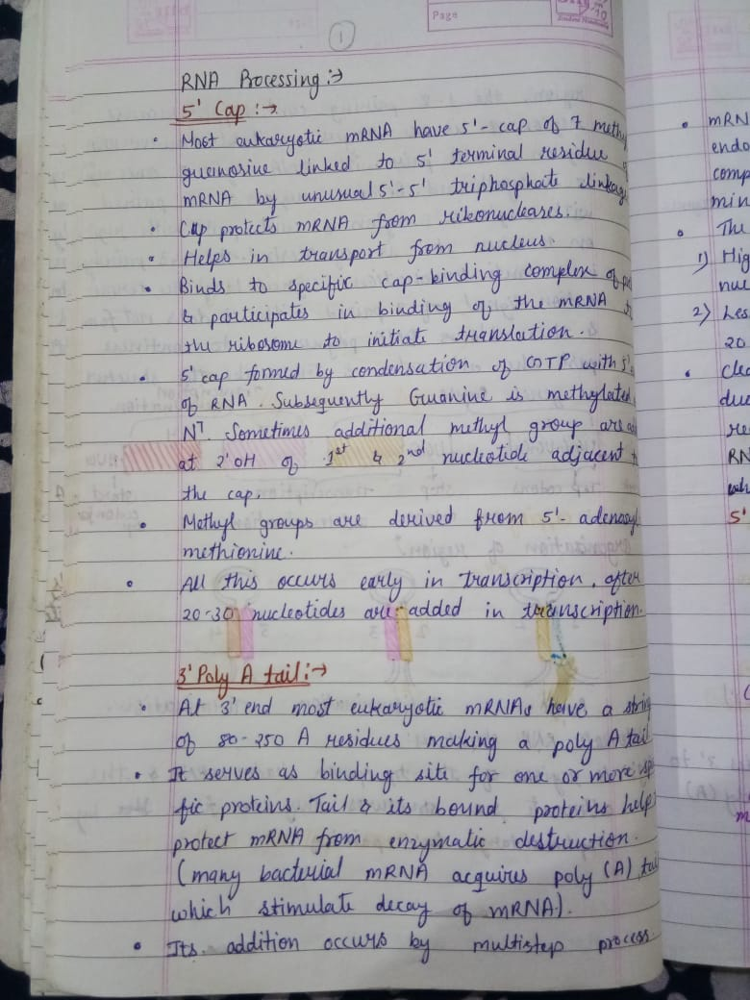 Page
1
RNA Processing :→
5' Cap :→
• Most eukaryotic mRNA have 5'- cap of 7 methyl
guanosine linked to 5' terminal residue of
mRNA by unusual 5'-5' triphosphate linkage
• Cap protects mRNA from ribonucleases.
• Helps in transport from nucleus.
• Binds to specific cap-binding complex of
& participates in binding of the mRNA
the ribosome to initiate translation.
• 5' cap formed by condensation of GTP with 5'
of RNA. Subsequently Guanine is methylated
N7. Sometimes additional methyl group are
at 2'OH of 1st & 2nd nucleotide adjacent
the cap.
• Methyl groups are derived from 5'- adenosyl
methionine.
• All this occurs early in transcription, after
20-30 nucleotides are added in transcription.
3' Poly A tail :→
• At 3' end most eukaryotic mRNAs have a string
of 80-250 A residues making a poly A tail
• It serves as binding site for one or more spe
fic proteins. Tail & its bound proteins help
protect mRNA from enzymatic destruction.
(many bacterial mRNA acquires poly (A) tail
which stimulate decay of mRNA).
• Its addition occurs by multistep process.
• mRN
endo
comp
min
• The
1) Hig
nuc
2) Les
20
• Clea
due
RN
5'